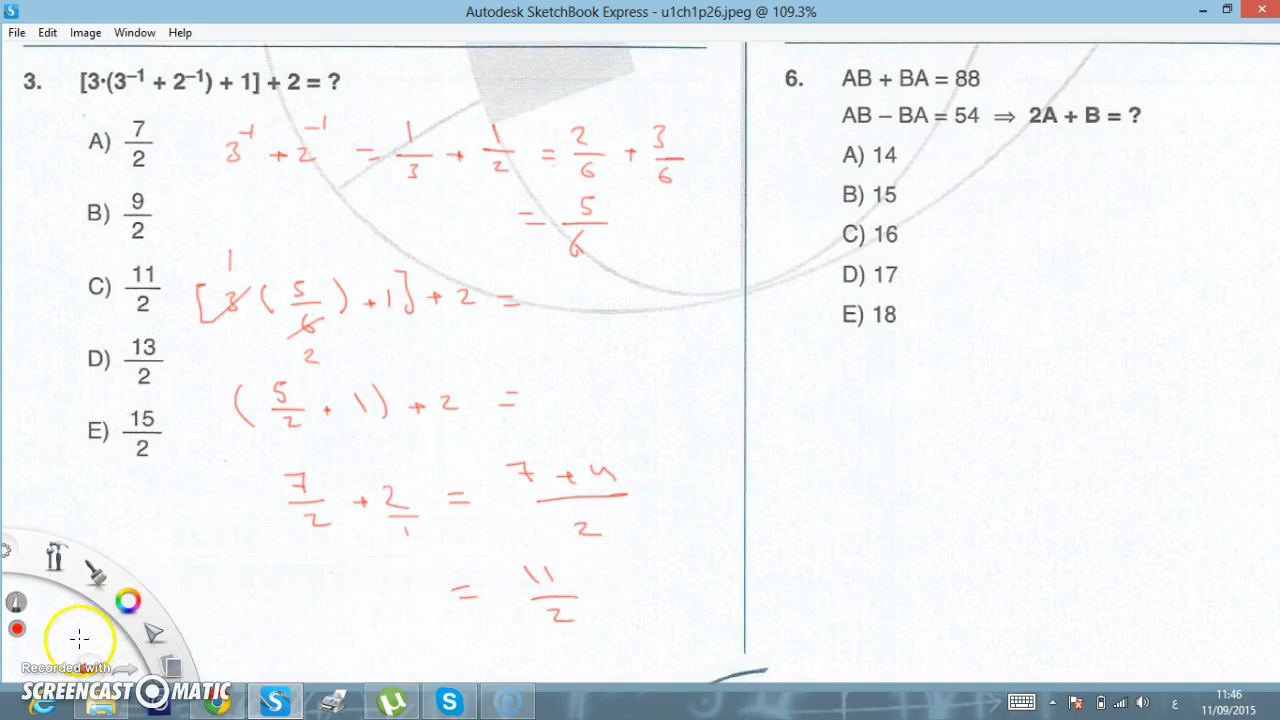 Autodesk SketchBook Express - u1ch1p26.jpeg @ 109.3%
File Edit Image Window Help
3. [3·(3⁻¹ + 2⁻¹) + 1] + 2 = ?
A) 7/2
B) 9/2
C) 11/2
D) 13/2
E) 15/2
3⁻¹ + 2⁻¹ = 1/3 + 1/2 = 2/6 + 3/6
= 5/6
1
[3 ( 5/6 ) + 1] + 2 =
2
( 5/2 + 1 ) + 2 =
7/2 + 2/1 = 7 + 4/2
= 11/2
6. AB + BA = 88
AB − BA = 54 ⇒ 2A + B = ?
A) 14
B) 15
C) 16
D) 17
E) 18
Recorded with
SCREENCAST-O-MATIC
ع
11:46
11/09/2015